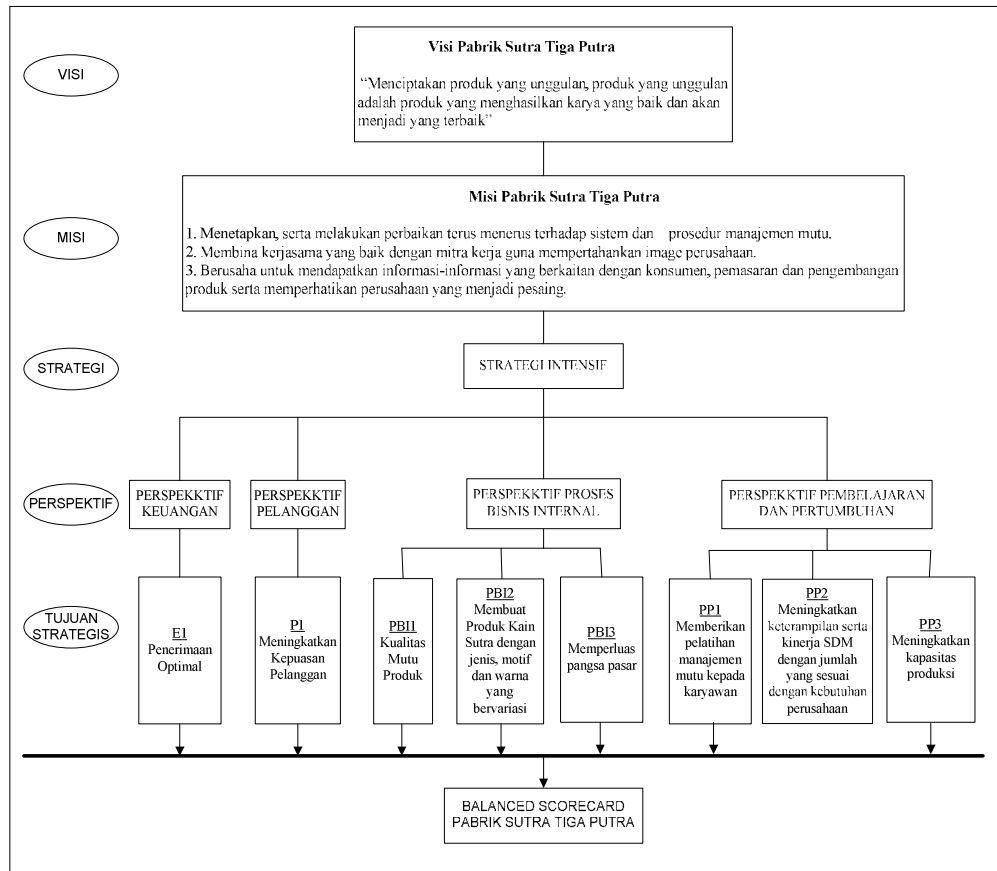 VISI
Visi Pabrik Sutra Tiga Putra
“Menciptakan produk yang unggulan, produk yang unggulan
adalah produk yang menghasilkan karya yang baik dan akan
menjadi yang terbaik”
MISI
Misi Pabrik Sutra Tiga Putra
1. Menetapkan, serta melakukan perbaikan terus menerus terhadap sistem dan prosedur manajemen mutu.
2. Membina kerjasama yang baik dengan mitra kerja guna mempertahankan image perusahaan.
3. Berusaha untuk mendapatkan informasi-informasi yang berkaitan dengan konsumen, pemasaran dan pengembangan
produk serta memperhatikan perusahaan yang menjadi pesaing.
STRATEGI
STRATEGI INTENSIF
PERSPEKTIF
PERSPEKKTIF
KEUANGAN
PERSPEKKTIF
PELANGGAN
PERSPEKKTIF PROSES
BISNIS INTERNAL
PERSPEKKTIF PEMBELAJARAN
DAN PERTUMBUHAN
TUJUAN
STRATEGIS
E1
Penerimaan
Optimal
P1
Meningkatkan
Kepuasan
Pelanggan
PBI1
Kualitas
Mutu
Produk
PBI2
Membuat
Produk Kain
Sutra dengan
jenis, motif
dan warna
yang
bervariasi
PBI3
Memperluas
pangsa pasar
PP1
Memberikan
pelatihan
manajemen
mutu kepada
karyawan
PP2
Meningkatkan
keterampilan serta
kinerja SDM
dengan jumlah
yang sesuai
dengan kebutuhan
perusahaan
PP3
Meningkatkan
kapasitas
produksi
BALANCED SCORECARD
PABRIK SUTRA TIGA PUTRA